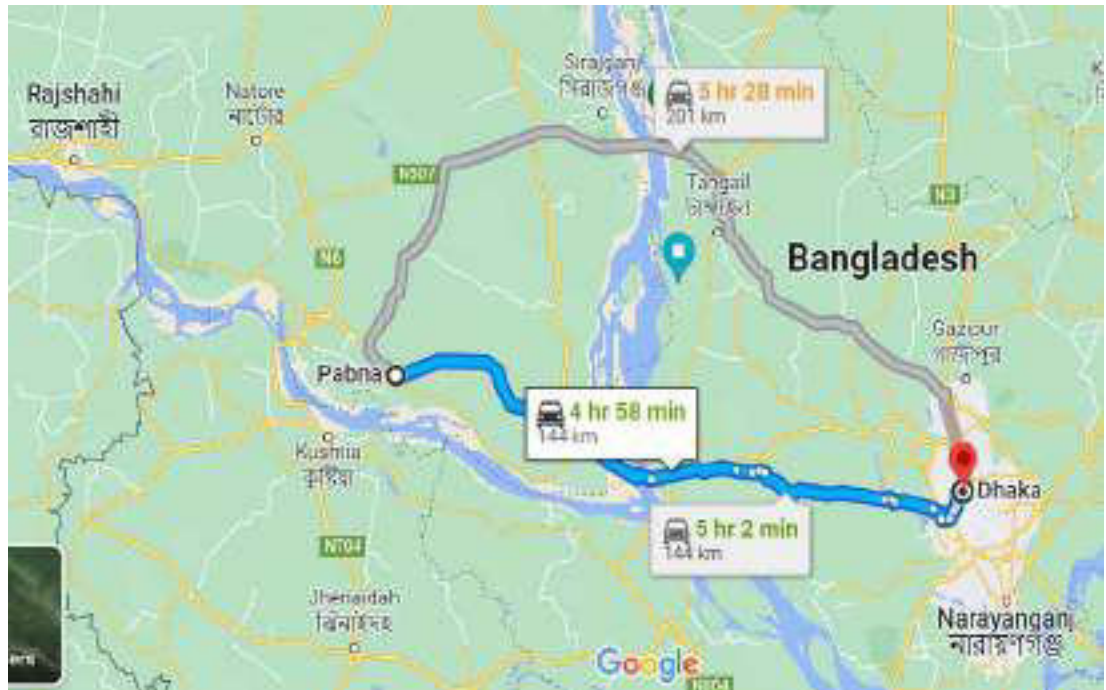 Rajshahi
রাজশাহী
Natore
নাটোর
Sirajganj
সিরাজগঞ্জ
5 hr 28 min
201 km
N507
Tangail
টাঙ্গাইল
N3
N6
Bangladesh
Gazipur
গাজীপুর
Pabna
4 hr 58 min
144 km
Kushtia
কুষ্টিয়া
Dhaka
5 hr 2 min
144 km
N704
Jhenaidah
ঝিনাইদহ
Narayanganj
নারায়ণগঞ্জ
Google